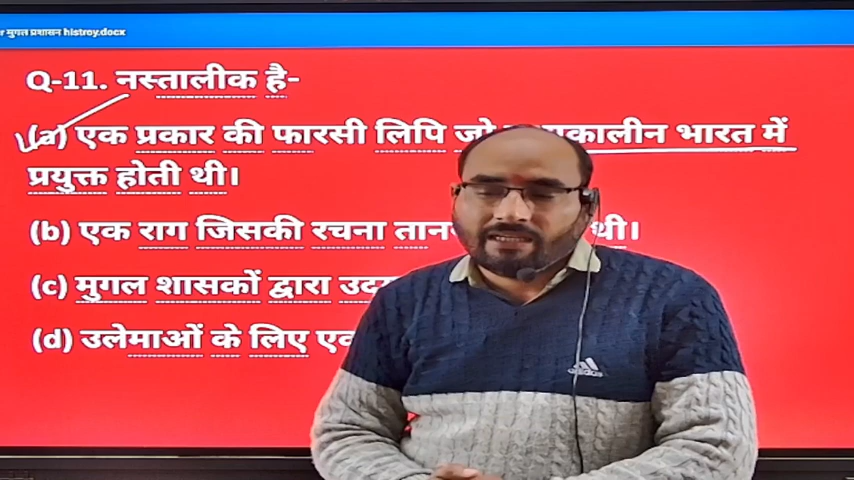 मुगल प्रशासन histroy.docx
Q-11. नस्तालीक है-
(a) एक प्रकार की फारसी लिपि जो भारत में
प्रयुक्त होती थी।
(b) एक राग जिसकी रचना थी।
(c) मुगल शासकों द्वारा
(d) उलेमाओं के लिए
adidas